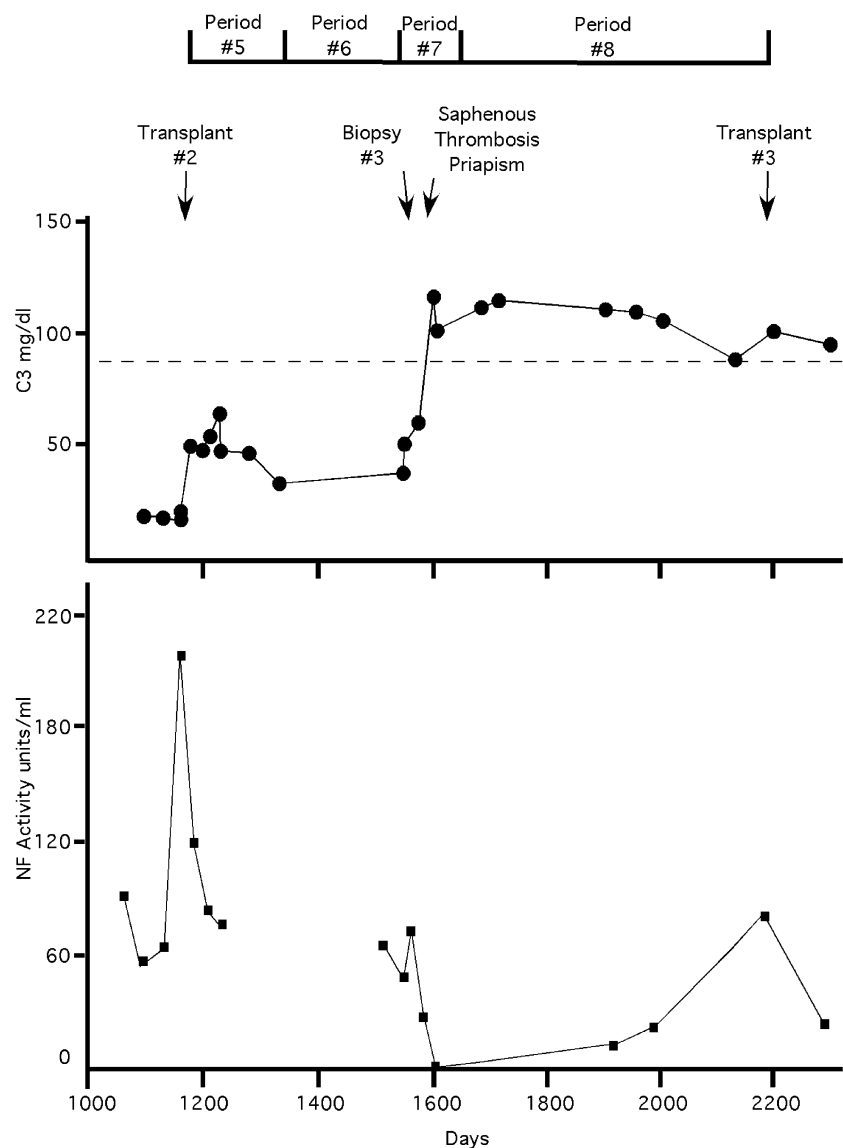 Period
#5
Period
#6
Period
#7
Period
#8
Transplant
#2
Biopsy
#3
Saphenous
Thrombosis
Priapism
Transplant
#3
150
100
50
C3 mg/dl
220
180
120
60
0
NF Activity units/ml
1000
1200
1400
1600
1800
2000
2200
Days